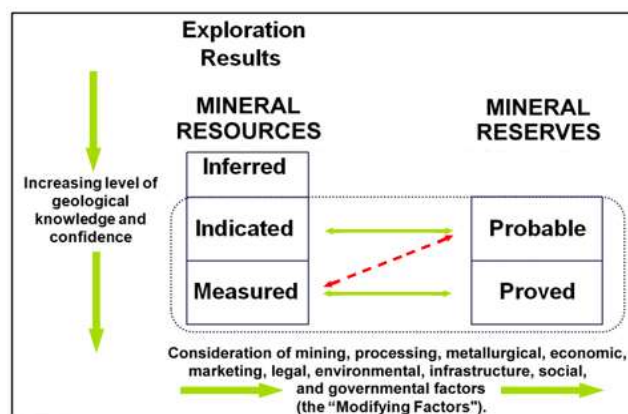 Exploration
Results
MINERAL
RESOURCES
MINERAL
RESERVES
Inferred
Increasing level of
geological
knowledge and
confidence
Indicated
Probable
Measured
Proved
Consideration of mining, processing, metallurgical, economic,
marketing, legal, environmental, infrastructure, social,
and governmental factors
(the “Modifying Factors").